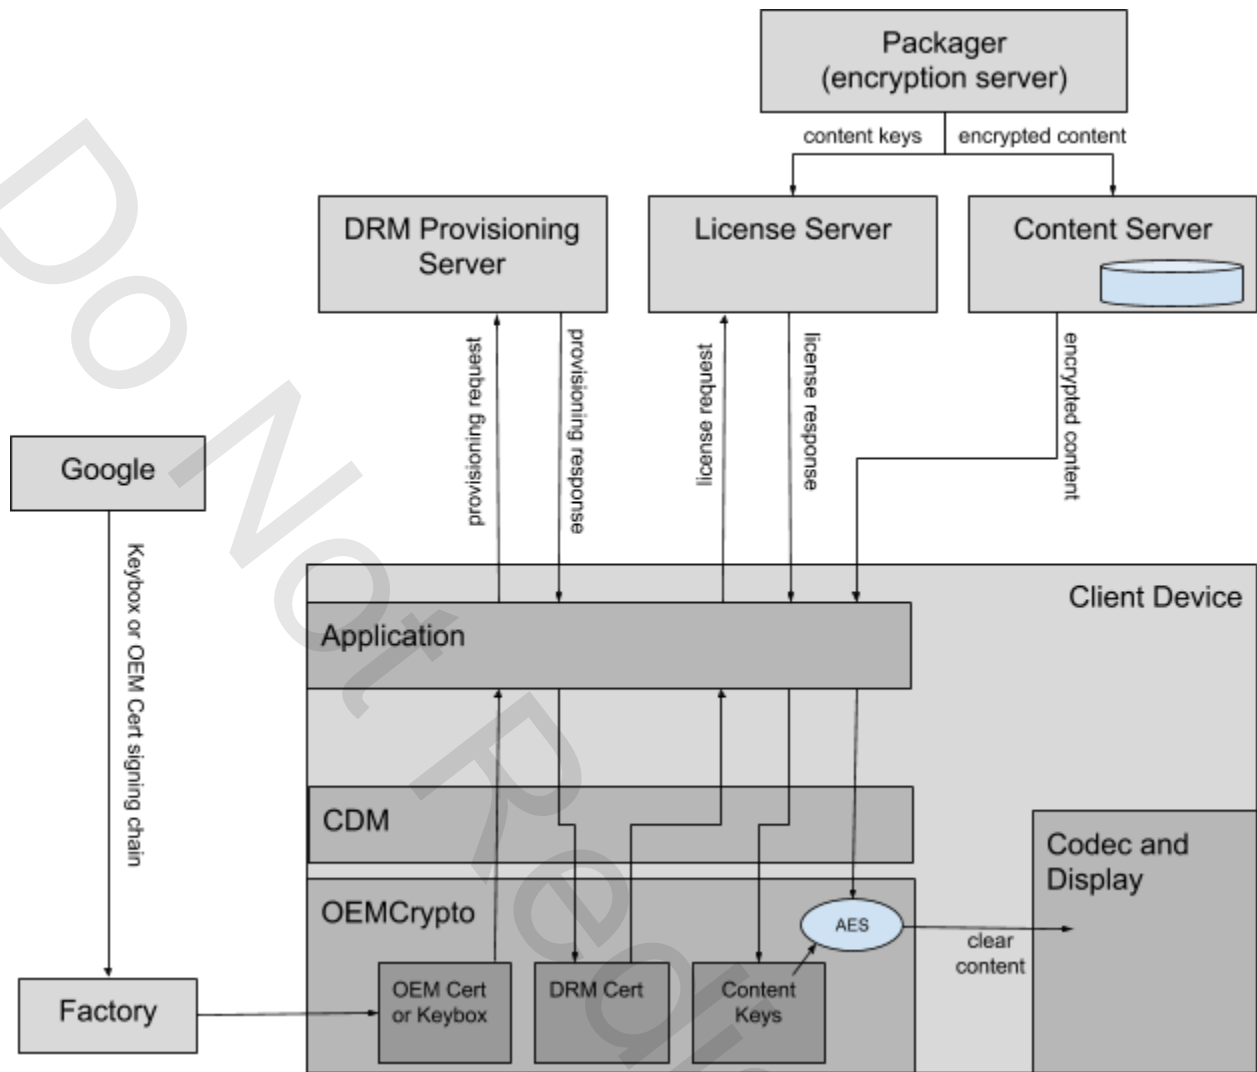 Packager
(encryption server)
content keys
encrypted content
DRM Provisioning
Server
License Server
Content Server
provisioning request
provisioning response
license request
license response
encrypted content
Google
Keybox or OEM Cert signing chain
Client Device
Application
CDM
Codec and
Display
OEMCrypto
AES
clear
content
OEM Cert
or Keybox
DRM Cert
Content
Keys
Factory
Do Not